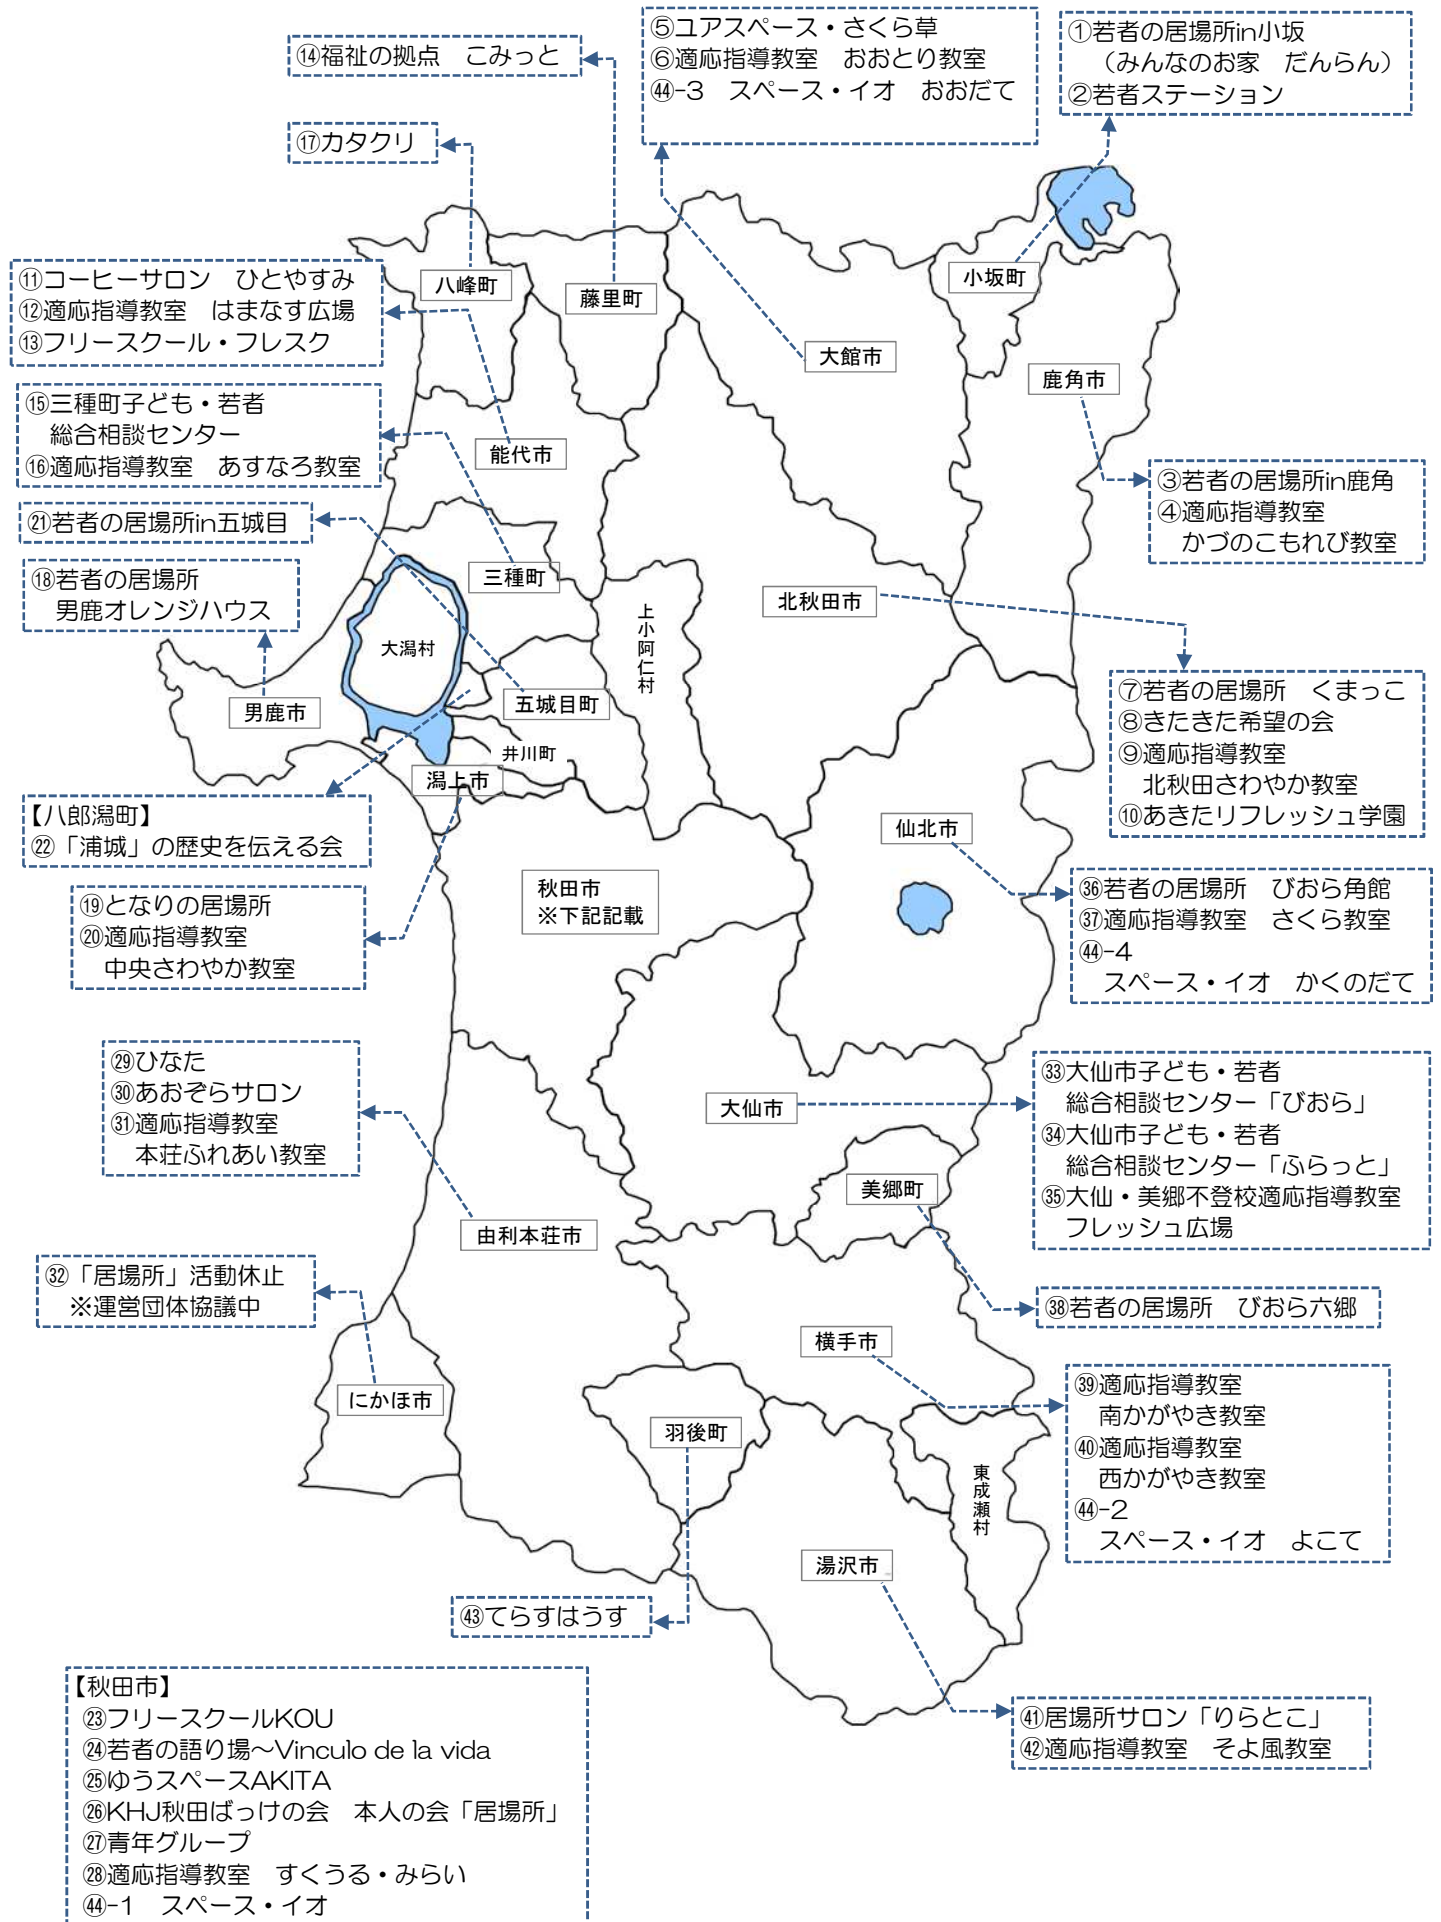 ⑤ユアスペース・さくら草
⑥適応指導教室　おおとり教室
㊹-3　スペース・イオ　おおだて
①若者の居場所in小坂
（みんなのお家　だんらん）
②若者ステーション
⑭福祉の拠点　こみっと
⑰カタクリ
⑪コーヒーサロン　ひとやすみ
⑫適応指導教室　はまなす広場
⑬フリースクール・フレスク
八峰町
藤里町
小坂町
大館市
鹿角市
⑮三種町子ども・若者
総合相談センター
⑯適応指導教室　あすなろ教室
能代市
③若者の居場所in鹿角
④適応指導教室
かづのこもれび教室
㉑若者の居場所in五城目
⑱若者の居場所
男鹿オレンジハウス
三種町
北秋田市
上小阿仁村
大潟村
男鹿市
五城目町
井川町
潟上市
⑦若者の居場所　くまっこ
⑧きたきた希望の会
⑨適応指導教室
北秋田さわやか教室
⑩あきたリフレッシュ学園
【八郎潟町】
㉒「浦城」の歴史を伝える会
仙北市
⑲となりの居場所
⑳適応指導教室
中央さわやか教室
秋田市
※下記記載
㊱若者の居場所　びおら角館
㊲適応指導教室　さくら教室
㊹-4
スペース・イオ　かくのだて
㉙ひなた
㉚あおぞらサロン
㉛適応指導教室
本荘ふれあい教室
大仙市
㉝大仙市子ども・若者
総合相談センター「びおら」
㉞大仙市子ども・若者
総合相談センター「ふらっと」
㉟大仙・美郷不登校適応指導教室
フレッシュ広場
美郷町
由利本荘市
㉜「居場所」活動休止
※運営団体協議中
㊳若者の居場所　びおら六郷
横手市
にかほ市
羽後町
㊴適応指導教室
南かがやき教室
㊵適応指導教室
西かがやき教室
㊹-2
スペース・イオ　よこて
東成瀬村
湯沢市
㊸てらすはうす
㊶居場所サロン「りらとこ」
㊷適応指導教室　そよ風教室
【秋田市】
㉓フリースクールKOU
㉔若者の語り場～Vinculo de la vida
㉕ゆうスペースAKITA
㉖KHJ秋田ばっけの会　本人の会「居場所」
㉗青年グループ
㉘適応指導教室　すくうる・みらい
㊹-1　スペース・イオ